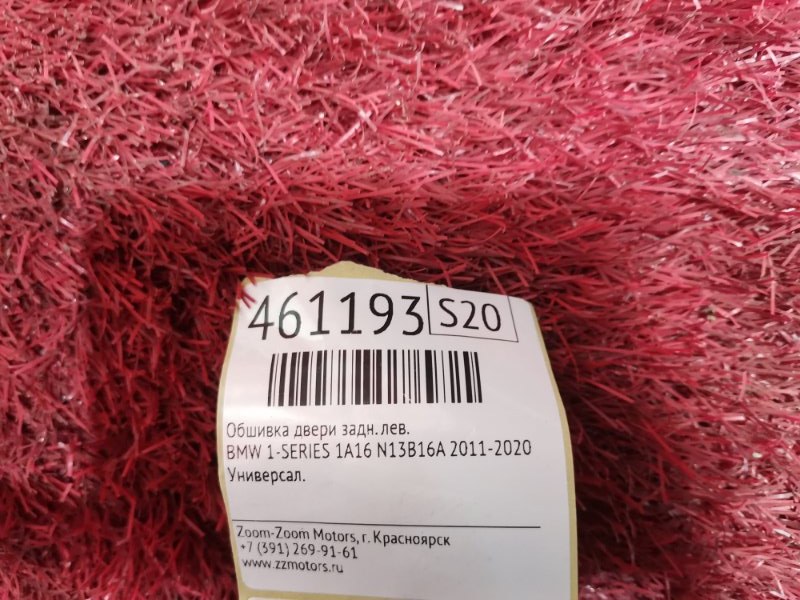 461193 S20
Обшивка двери задн.лев.
BMW 1-SERIES 1A16 N13B16A 2011-2020
Универсал.
Zoom-Zoom Motors, г. Красноярск
+7 (391) 269-91-61
www.zzmotors.ru